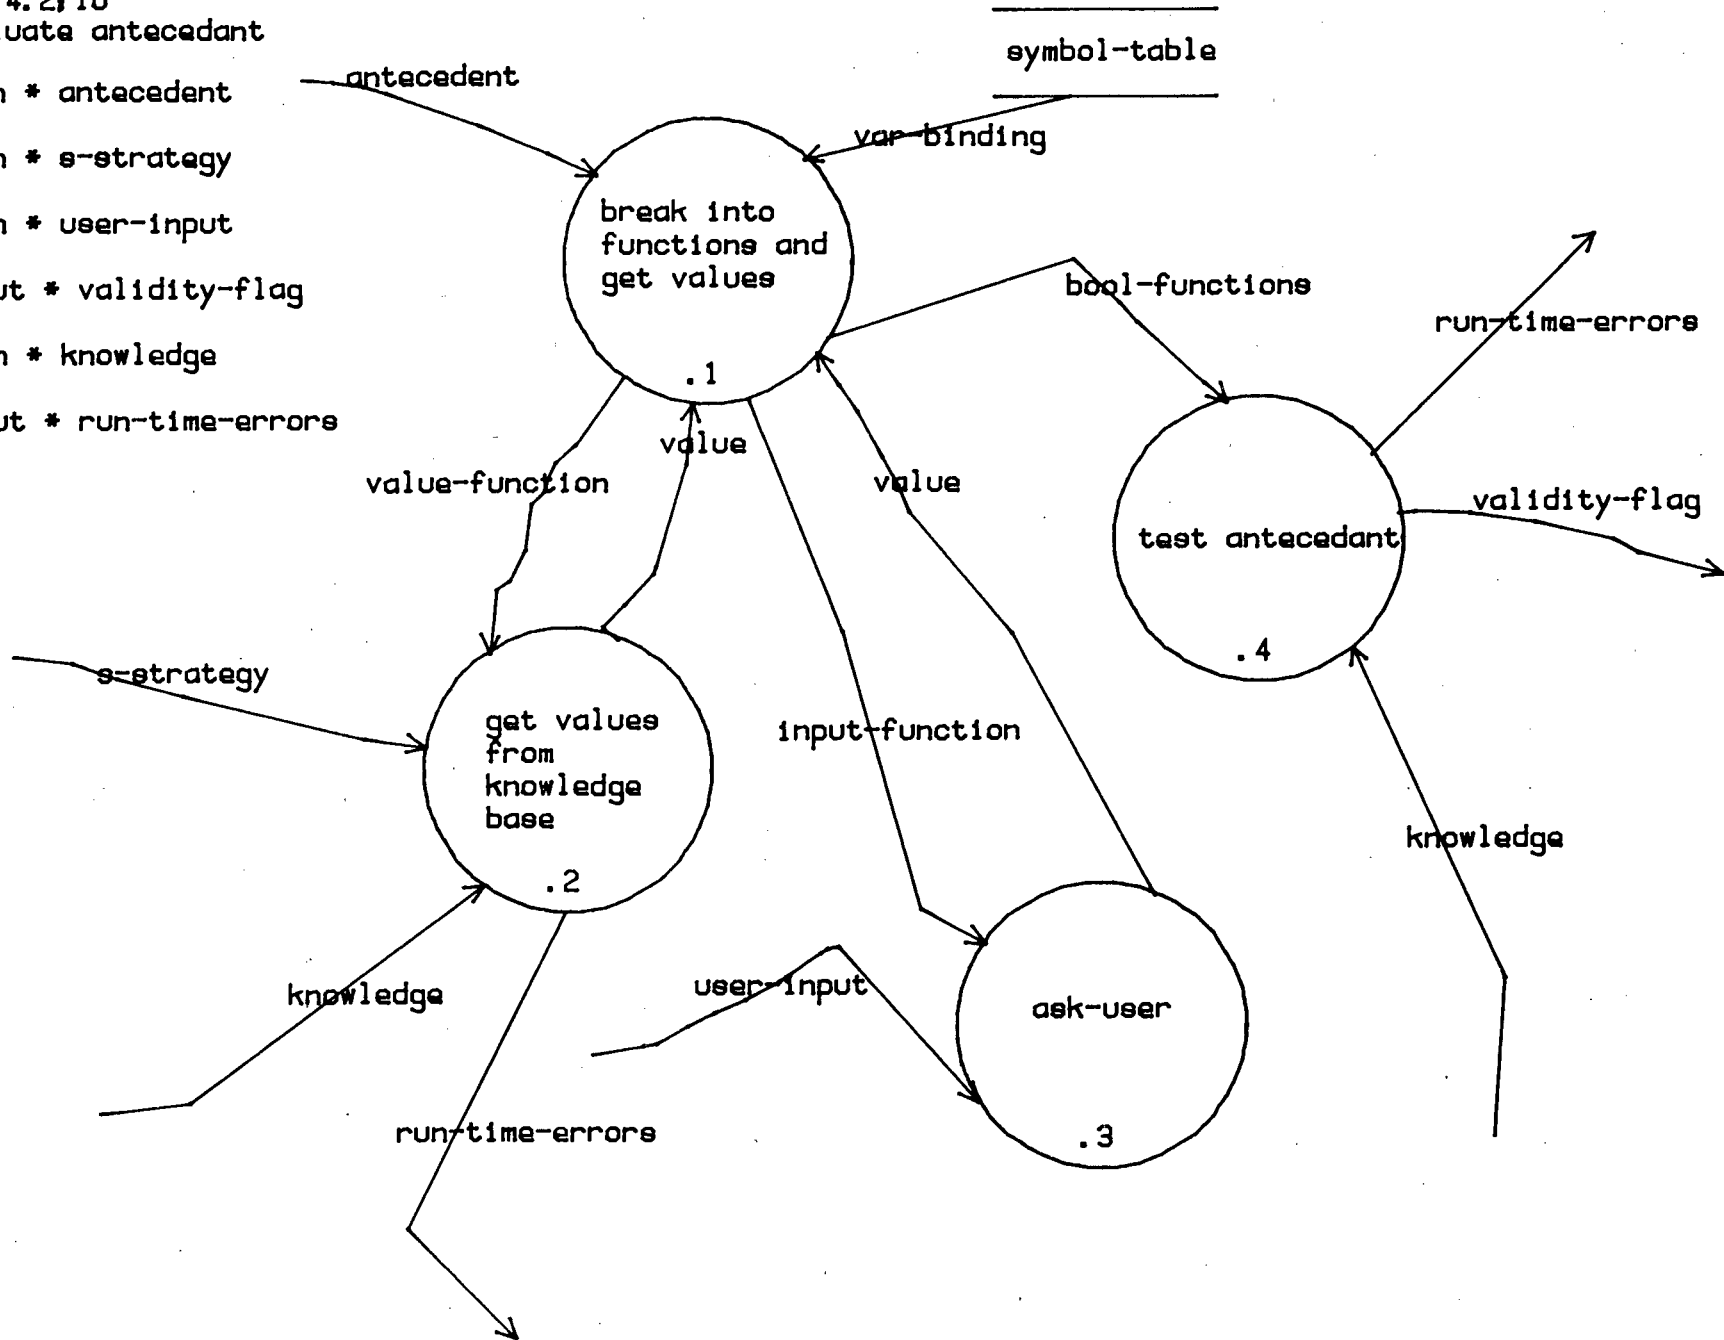 4.2;10
uate antecedant
n * antecedent
n * s-strategy
n * user-input
ut * validity-flag
n * knowledge
ut * run-time-errors
antecedent
symbol-table
var-binding
break into
functions and
get values
.1
bool-functions
run-time-errors
value-function
value
value
validity-flag
test antecedant
.4
s-strategy
get values
from
knowledge
base
.2
input-function
knowledge
knowledge
user-input
ask-user
.3
run-time-errors